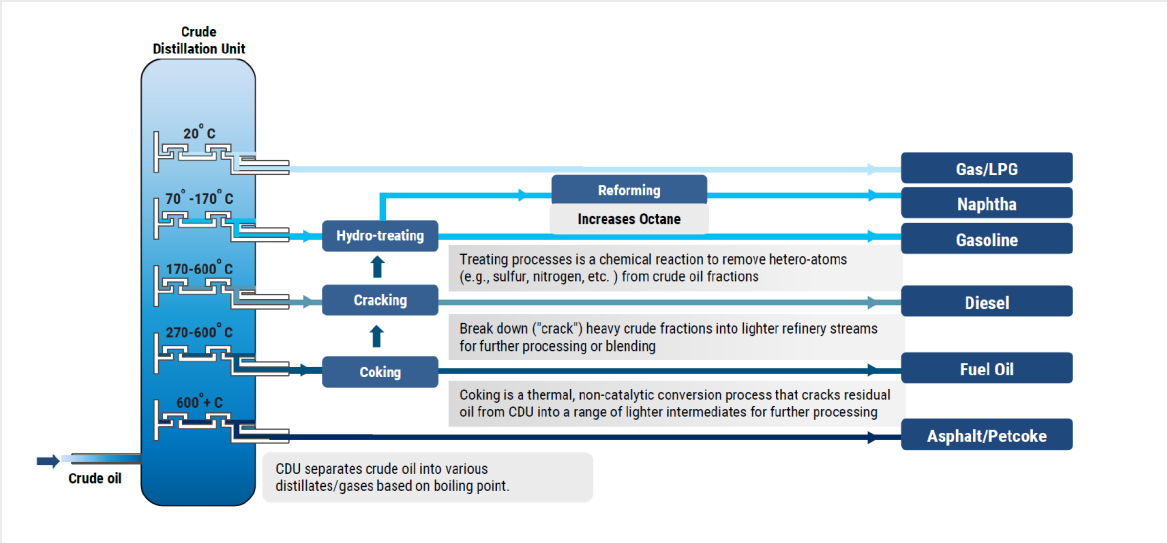 Crude
Distillation Unit
20° C
Gas/LPG
70° -170° C
Reforming
Naphtha
Increases Octane
Hydro-treating
Gasoline
Treating processes is a chemical reaction to remove hetero-atoms
(e.g., sulfur, nitrogen, etc. ) from crude oil fractions
170-600° C
Cracking
Diesel
Break down ("crack") heavy crude fractions into lighter refinery streams
for further processing or blending
270-600° C
Coking
Fuel Oil
Coking is a thermal, non-catalytic conversion process that cracks residual
oil from CDU into a range of lighter intermediates for further processing
600°+ C
Asphalt/Petcoke
Crude oil
CDU separates crude oil into various
distillates/gases based on boiling point.